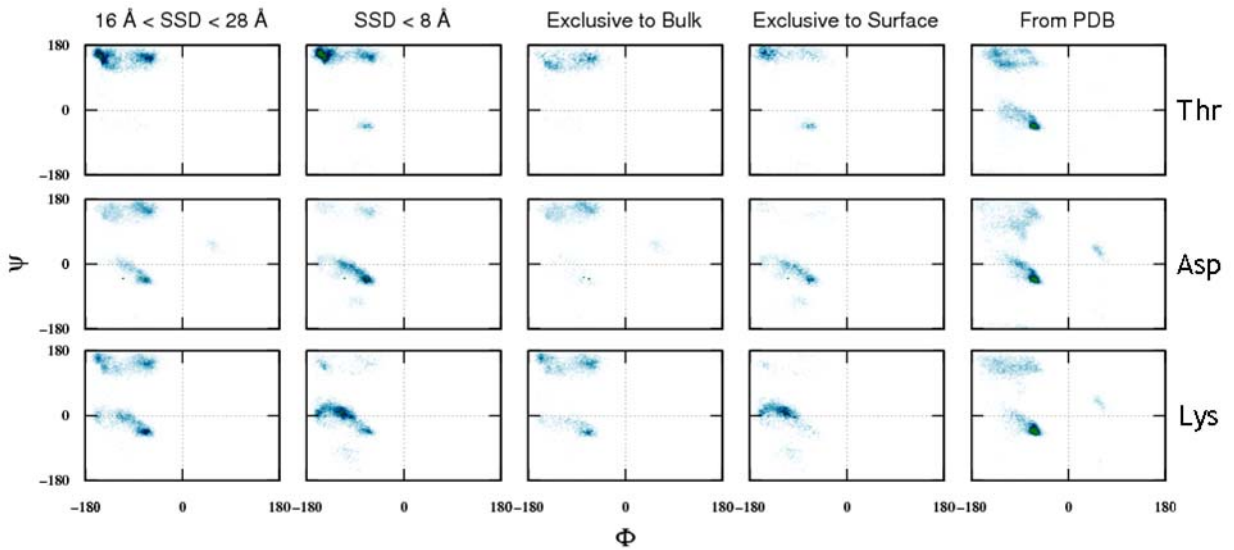 16 Å < SSD < 28 Å SSD < 8 Å Exclusive to Bulk Exclusive to Surface From PDB
180
0
-180
Thr
180
0
-180
Asp
Ψ
180
0
-180
Lys
-180 0 180 -180 0 180 -180 0 180 -180 0 180 -180 0 180
Φ